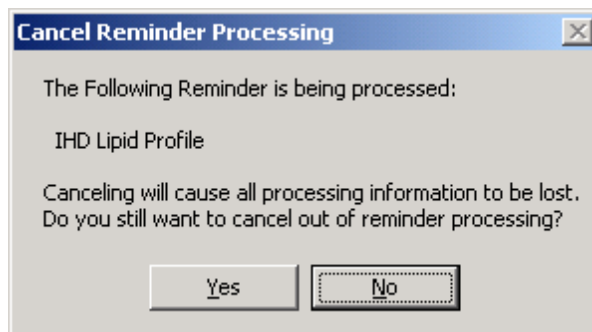 Cancel Reminder Processing
The Following Reminder is being processed:
IHD Lipid Profile
Canceling will cause all processing information to be lost.
Do you still want to cancel out of reminder processing?
Yes No